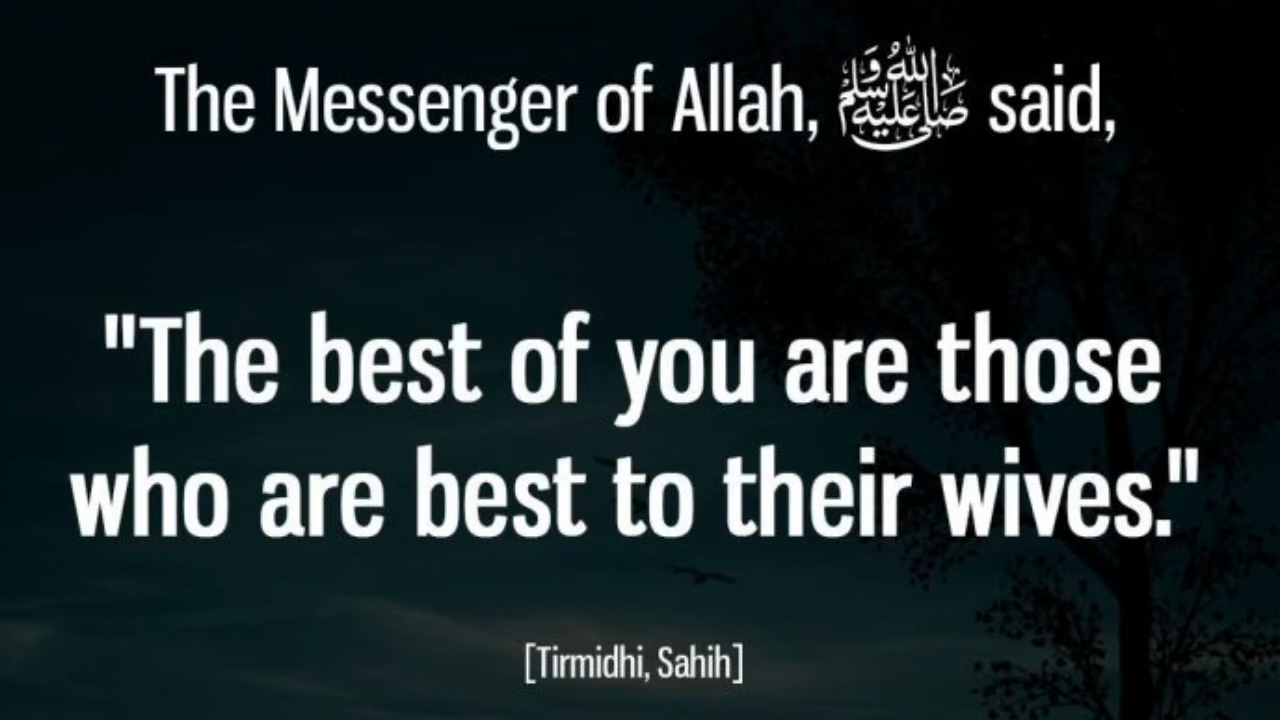 The Messenger of Allah, ﷺ said,
"The best of you are those
who are best to their wives."
[Tirmidhi, Sahih]